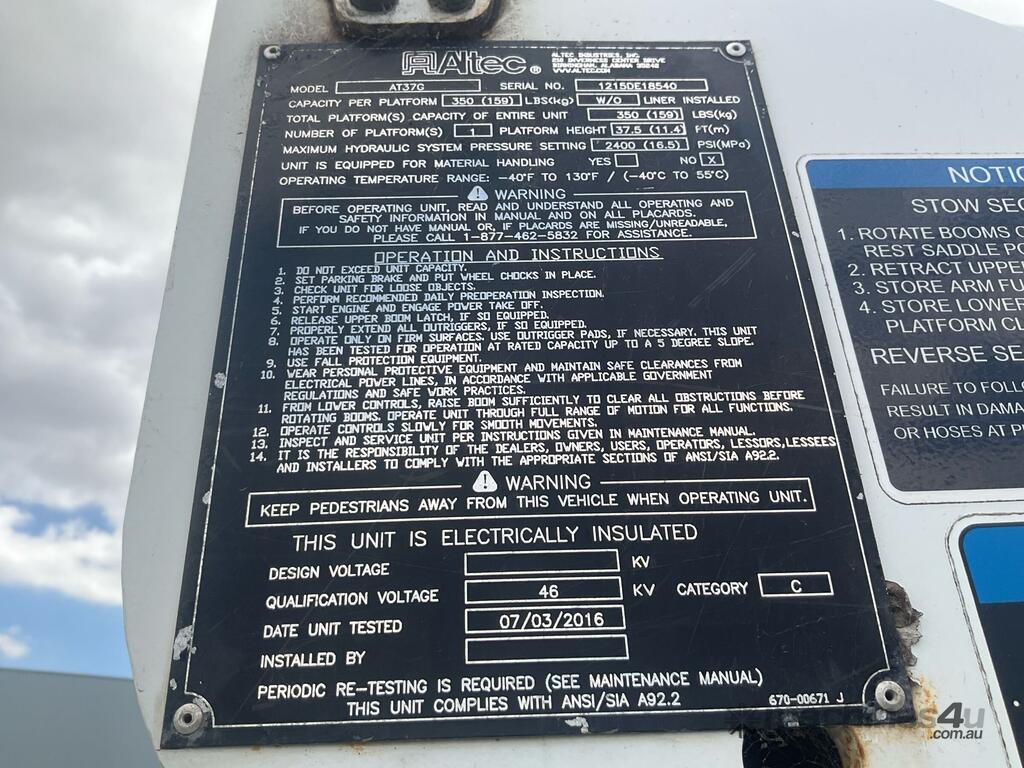 Altec®
ALTEC INDUSTRIES, INC.
210 INVERNESS CENTER DRIVE
BIRMINGHAM, ALABAMA 35242
WWW.ALTEC.COM
MODEL AT37G SERIAL NO. 1215DE18540
CAPACITY PER PLATFORM 350 (159) LBS(kg) W/O LINER INSTALLED
TOTAL PLATFORM(S) CAPACITY OF ENTIRE UNIT 350 (159) LBS(kg)
NUMBER OF PLATFORM(S) 1 PLATFORM HEIGHT 37.5 (11.4) FT(m)
MAXIMUM HYDRAULIC SYSTEM PRESSURE SETTING 2400 (16.5) PSI(MPa)
UNIT IS EQUIPPED FOR MATERIAL HANDLING YES NO X
OPERATING TEMPERATURE RANGE: -40°F TO 130°F / (-40°C TO 55°C)
WARNING
BEFORE OPERATING UNIT, READ AND UNDERSTAND ALL OPERATING AND
SAFETY INFORMATION IN MANUAL AND ON ALL PLACARDS.
IF YOU DO NOT HAVE MANUAL OR, IF PLACARDS ARE MISSING/UNREADABLE,
PLEASE CALL 1-877-462-5832 FOR ASSISTANCE.
OPERATION AND INSTRUCTIONS
1. DO NOT EXCEED UNIT CAPACITY.
2. SET PARKING BRAKE AND PUT WHEEL CHOCKS IN PLACE.
3. CHECK UNIT FOR LOOSE OBJECTS.
4. PERFORM RECOMMENDED DAILY PREOPERATION INSPECTION.
5. START ENGINE AND ENGAGE POWER TAKE OFF.
6. RELEASE UPPER BOOM LATCH, IF SO EQUIPPED.
7. PROPERLY EXTEND ALL OUTRIGGERS, IF SO EQUIPPED.
8. OPERATE ONLY ON FIRM SURFACES. USE OUTRIGGER PADS, IF NECESSARY. THIS UNIT
HAS BEEN TESTED FOR OPERATION AT RATED CAPACITY UP TO A 5 DEGREE SLOPE.
9. USE FALL PROTECTION EQUIPMENT.
10. WEAR PERSONAL PROTECTIVE EQUIPMENT AND MAINTAIN SAFE CLEARANCES FROM
ELECTRICAL POWER LINES, IN ACCORDANCE WITH APPLICABLE GOVERNMENT
REGULATIONS AND SAFE WORK PRACTICES.
11. FROM LOWER CONTROLS, RAISE BOOM SUFFICIENTLY TO CLEAR ALL OBSTRUCTIONS BEFORE
ROTATING BOOMS. OPERATE UNIT THROUGH FULL RANGE OF MOTION FOR ALL FUNCTIONS.
12. OPERATE CONTROLS SLOWLY FOR SMOOTH MOVEMENTS.
13. INSPECT AND SERVICE UNIT PER INSTRUCTIONS GIVEN IN MAINTENANCE MANUAL.
14. IT IS THE RESPONSIBILITY OF THE DEALERS, OWNERS, USERS, OPERATORS, LESSORS, LESSEES
AND INSTALLERS TO COMPLY WITH THE APPROPRIATE SECTIONS OF ANSI/SIA A92.2.
WARNING
KEEP PEDESTRIANS AWAY FROM THIS VEHICLE WHEN OPERATING UNIT.
THIS UNIT IS ELECTRICALLY INSULATED
DESIGN VOLTAGE KV
QUALIFICATION VOLTAGE 46 KV CATEGORY C
DATE UNIT TESTED 07/03/2016
INSTALLED BY
PERIODIC RE-TESTING IS REQUIRED (SEE MAINTENANCE MANUAL)
THIS UNIT COMPLIES WITH ANSI/SIA A92.2
670-00671 J
NOTIC
STOW SEQ
1. ROTATE BOOMS
REST SADDLE PO
2. RETRACT UPPE
3. STORE ARM FU
4. STORE LOWER
PLATFORM CL
REVERSE SE
FAILURE TO FOLL
RESULT IN DAMA
OR HOSES AT P
machines4u
.com.au